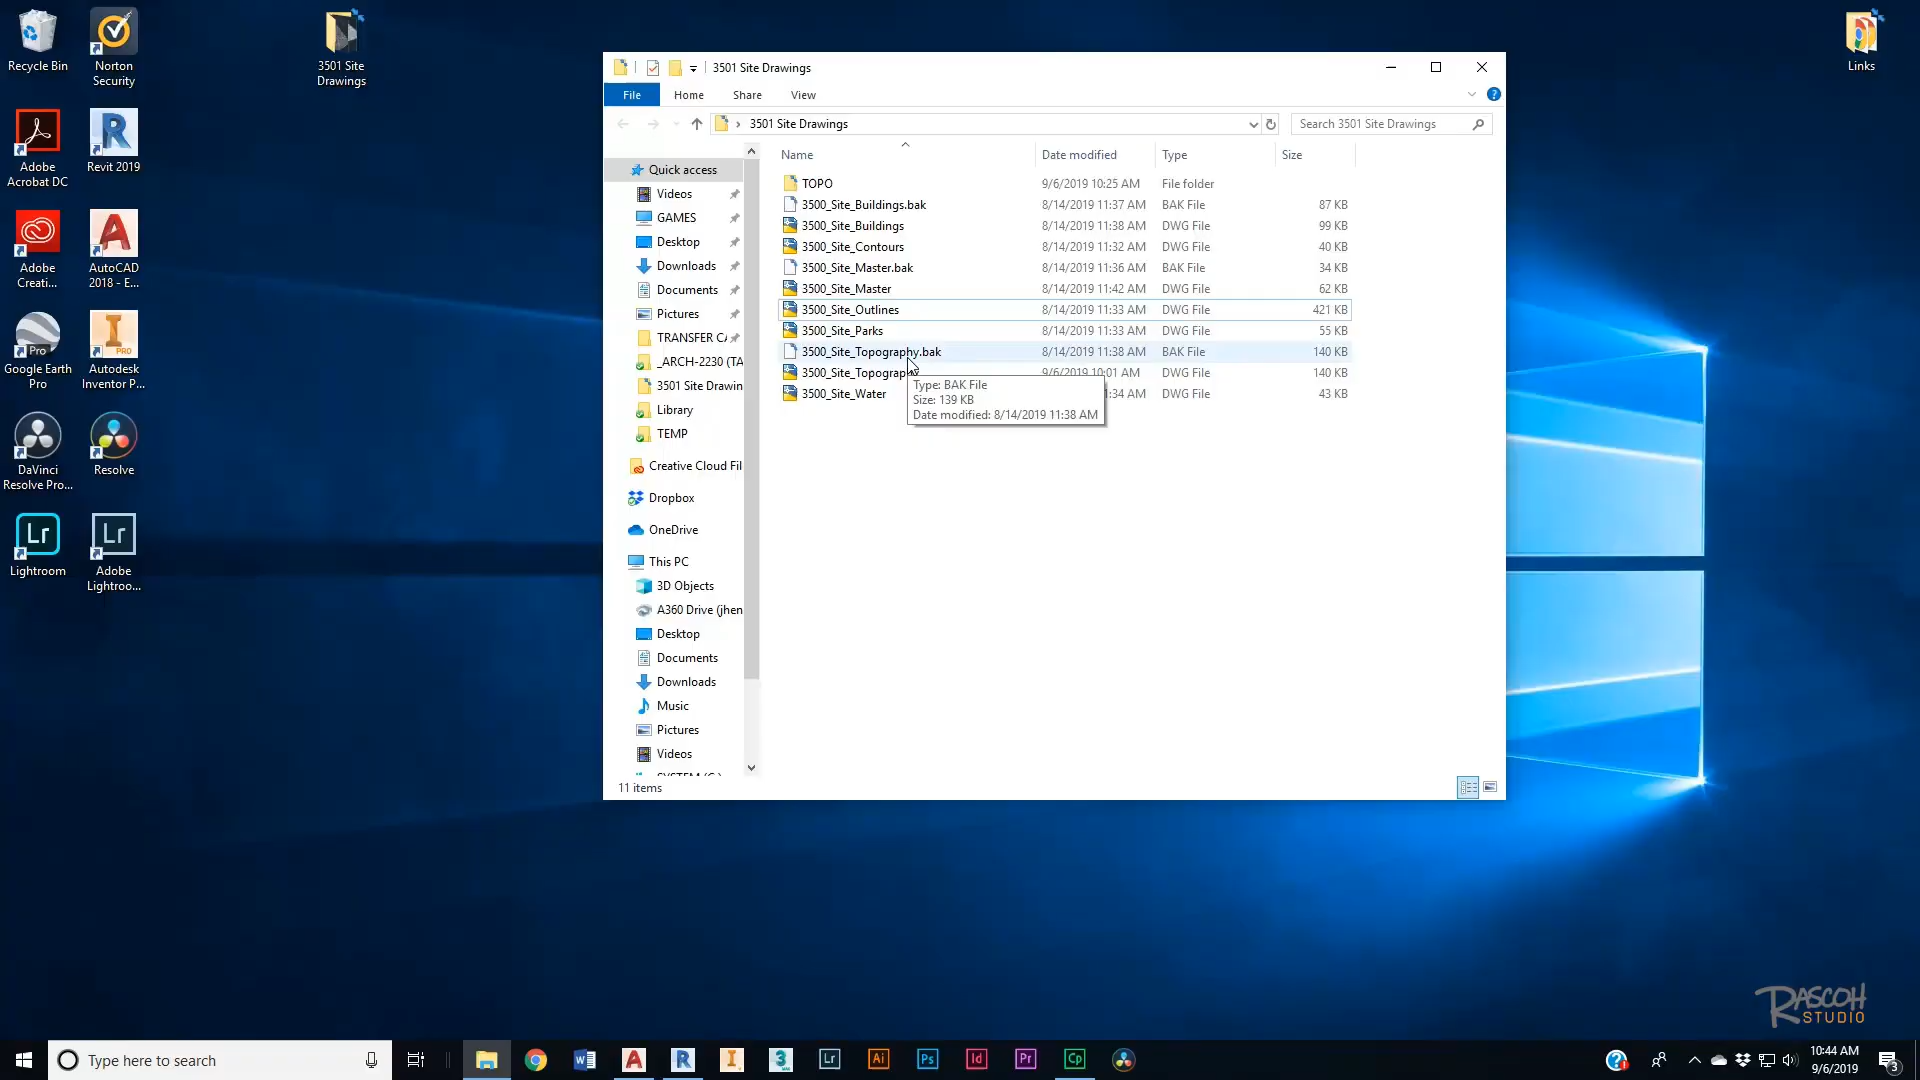 Recycle Bin
Norton
Security
3501 Site
Drawings
Links
Adobe
Acrobat DC
Revit 2019
Adobe
Creati...
AutoCAD
2018 - E...
Google Earth
Pro
Autodesk
Inventor P...
DaVinci
Resolve Pro...
Resolve
Lightroom
Adobe
Lightroo...
3501 Site Drawings
File
Home
Share
View
3501 Site Drawings
Search 3501 Site Drawings
Quick access
Videos
GAMES
Desktop
Downloads
Documents
Pictures
TRANSFER CA
_ARCH-2230 (TA
3501 Site Drawin
Library
TEMP
Creative Cloud Fil
Dropbox
OneDrive
This PC
3D Objects
A360 Drive (jhen
Desktop
Documents
Downloads
Music
Pictures
Videos
Name Date modified Type Size
TOPO 9/6/2019 10:25 AM File folder
3500_Site_Buildings.bak 8/14/2019 11:37 AM BAK File 87 KB
3500_Site_Buildings 8/14/2019 11:38 AM DWG File 99 KB
3500_Site_Contours 8/14/2019 11:32 AM DWG File 40 KB
3500_Site_Master.bak 8/14/2019 11:36 AM BAK File 34 KB
3500_Site_Master 8/14/2019 11:42 AM DWG File 62 KB
3500_Site_Outlines 8/14/2019 11:33 AM DWG File 421 KB
3500_Site_Parks 8/14/2019 11:33 AM DWG File 55 KB
3500_Site_Topography.bak 8/14/2019 11:38 AM BAK File 140 KB
3500_Site_Topography 9/6/2019 10:01 AM DWG File 140 KB
3500_Site_Water :34 AM DWG File 43 KB
Type: BAK File
Size: 139 KB
Date modified: 8/14/2019 11:38 AM
11 items
RASCOH
STUDIO
Type here to search
10:44 AM
9/6/2019
3